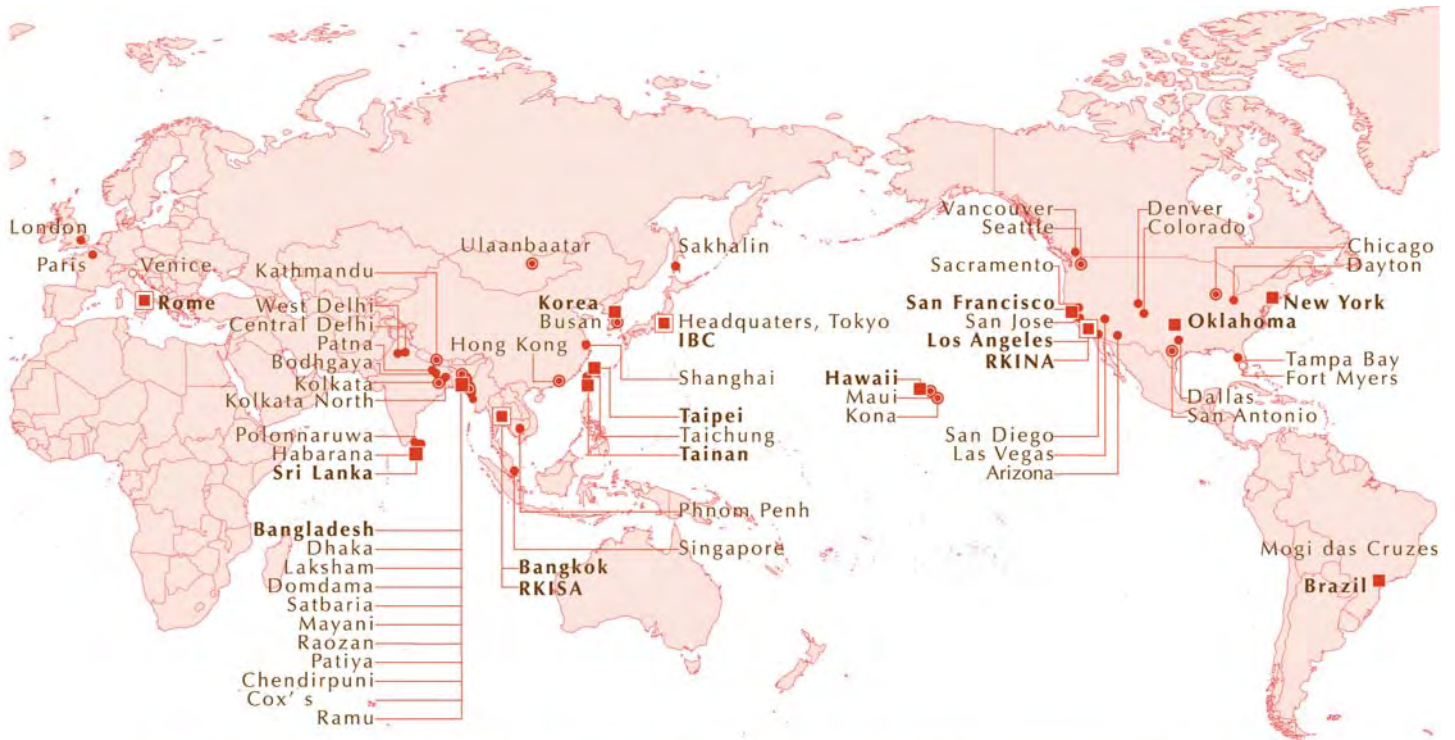 London
Paris
Venice
Rome
Kathmandu
West Delhi
Central Delhi
Patna
Bodhgaya
Kolkata
Kolkata North
Polonnaruwa
Habarana
Sri Lanka
Bangladesh
Dhaka
Laksham
Domdama
Satbaria
Mayani
Raozan
Patiya
Chendirpuni
Cox’ s
Ramu
Ulaanbaatar
Hong Kong
Korea
Busan
Sakhalin
Headquaters, Tokyo
IBC
Shanghai
Taipei
Taichung
Tainan
Phnom Penh
Singapore
Bangkok
RKISA
Hawaii
Maui
Kona
Vancouver
Seattle
Sacramento
San Francisco
San Jose
Los Angeles
RKINA
San Diego
Las Vegas
Arizona
Denver
Colorado
Chicago
Dayton
New York
Oklahoma
Tampa Bay
Fort Myers
Dallas
San Antonio
Mogi das Cruzes
Brazil